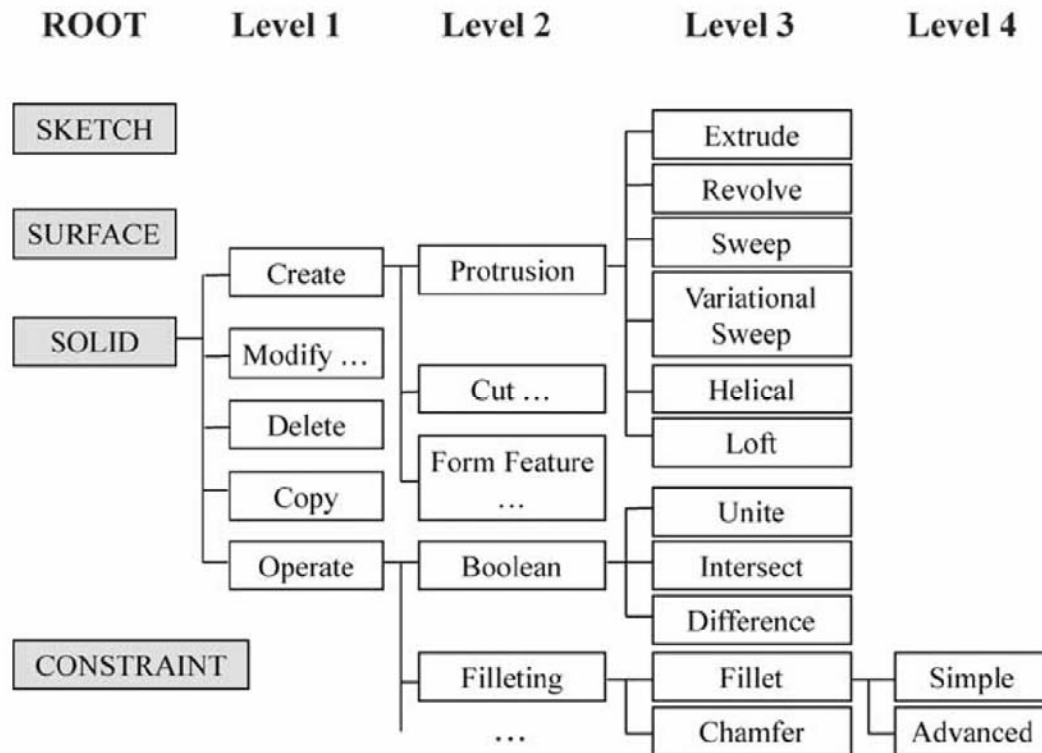 ROOT Level 1 Level 2 Level 3 Level 4
SKETCH
Extrude
Revolve
SURFACE
Sweep
Create
Protrusion
Variational
Sweep
SOLID
Modify ...
Cut ...
Helical
Delete
Loft
Form Feature
...
Copy
Unite
Operate
Boolean
Intersect
Difference
CONSTRAINT
Filleting
Fillet
Simple
...
Chamfer
Advanced